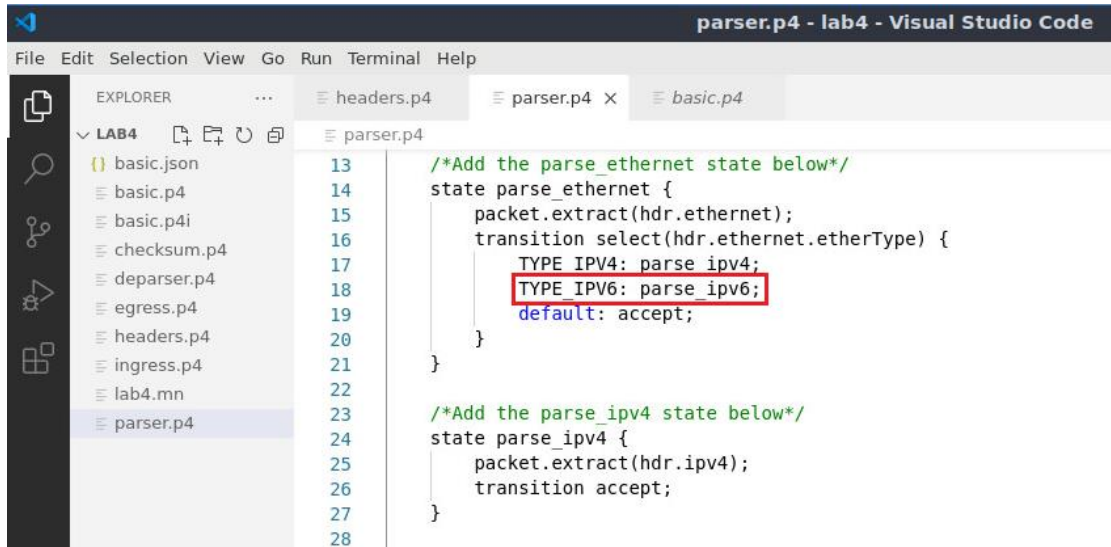 parser.p4 - lab4 - Visual Studio Code
File Edit Selection View Go Run Terminal Help
EXPLORER ...
headers.p4 parser.p4 × basic.p4
LAB4
parser.p4
{} basic.json
basic.p4
basic.p4i
checksum.p4
deparser.p4
egress.p4
headers.p4
ingress.p4
lab4.mn
parser.p4
13 /*Add the parse_ethernet state below*/
14 state parse_ethernet {
15 packet.extract(hdr.ethernet);
16 transition select(hdr.ethernet.etherType) {
17 TYPE_IPV4: parse_ipv4;
18 TYPE_IPV6: parse_ipv6;
19 default: accept;
20 }
21 }
22
23 /*Add the parse_ipv4 state below*/
24 state parse_ipv4 {
25 packet.extract(hdr.ipv4);
26 transition accept;
27 }
28